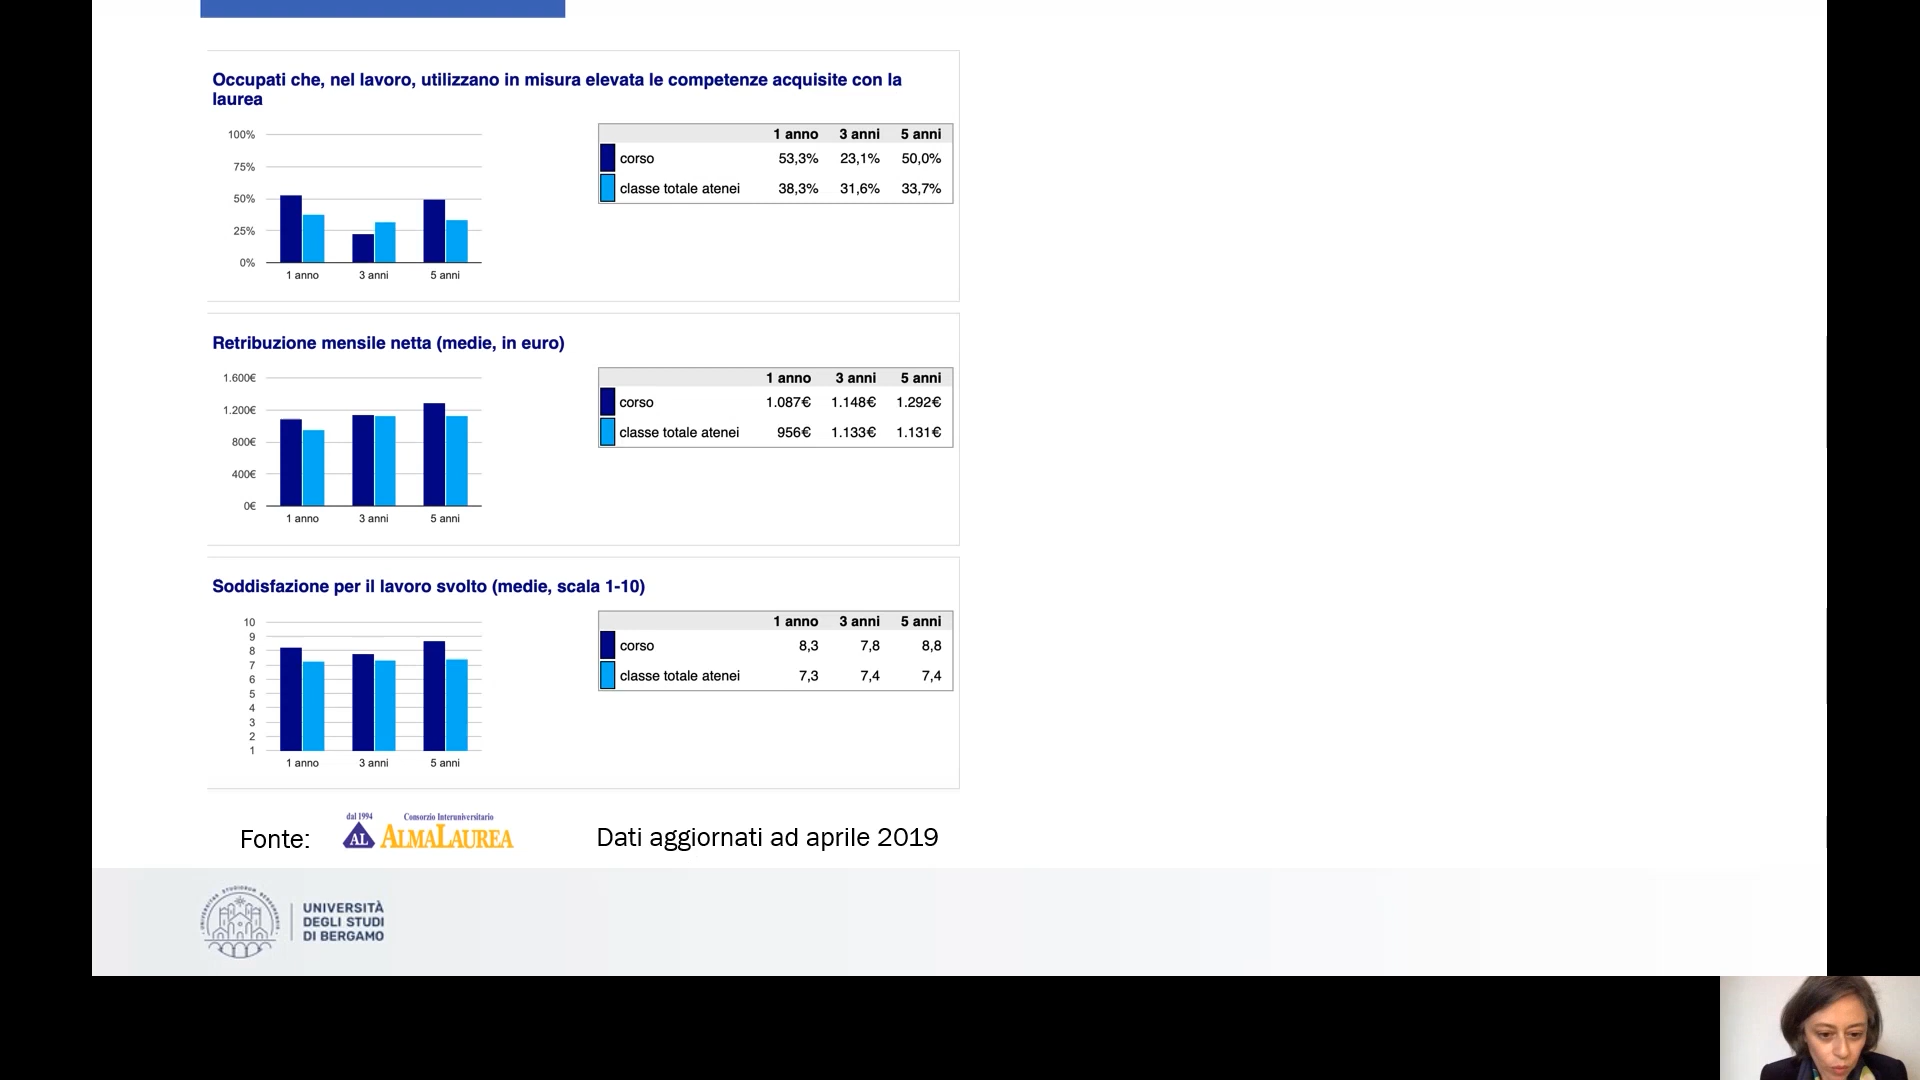 Occupati che, nel lavoro, utilizzano in misura elevata le competenze acquisite con la
laurea
100%
75%
50%
25%
0%
1 anno 3 anni 5 anni
1 anno 3 anni 5 anni
corso 53,3% 23,1% 50,0%
classe totale atenei 38,3% 31,6% 33,7%
Retribuzione mensile netta (medie, in euro)
1.600€
1.200€
800€
400€
0€
1 anno 3 anni 5 anni
1 anno 3 anni 5 anni
corso 1.087€ 1.148€ 1.292€
classe totale atenei 956€ 1.133€ 1.131€
Soddisfazione per il lavoro svolto (medie, scala 1-10)
10
9
8
7
6
5
4
3
2
1
1 anno 3 anni 5 anni
1 anno 3 anni 5 anni
corso 8,3 7,8 8,8
classe totale atenei 7,3 7,4 7,4
Fonte:
dal 1994 Consorzio Interuniversitario
AL ALMALAUREA
Dati aggiornati ad aprile 2019
UNIVERSITÀ
DEGLI STUDI
DI BERGAMO